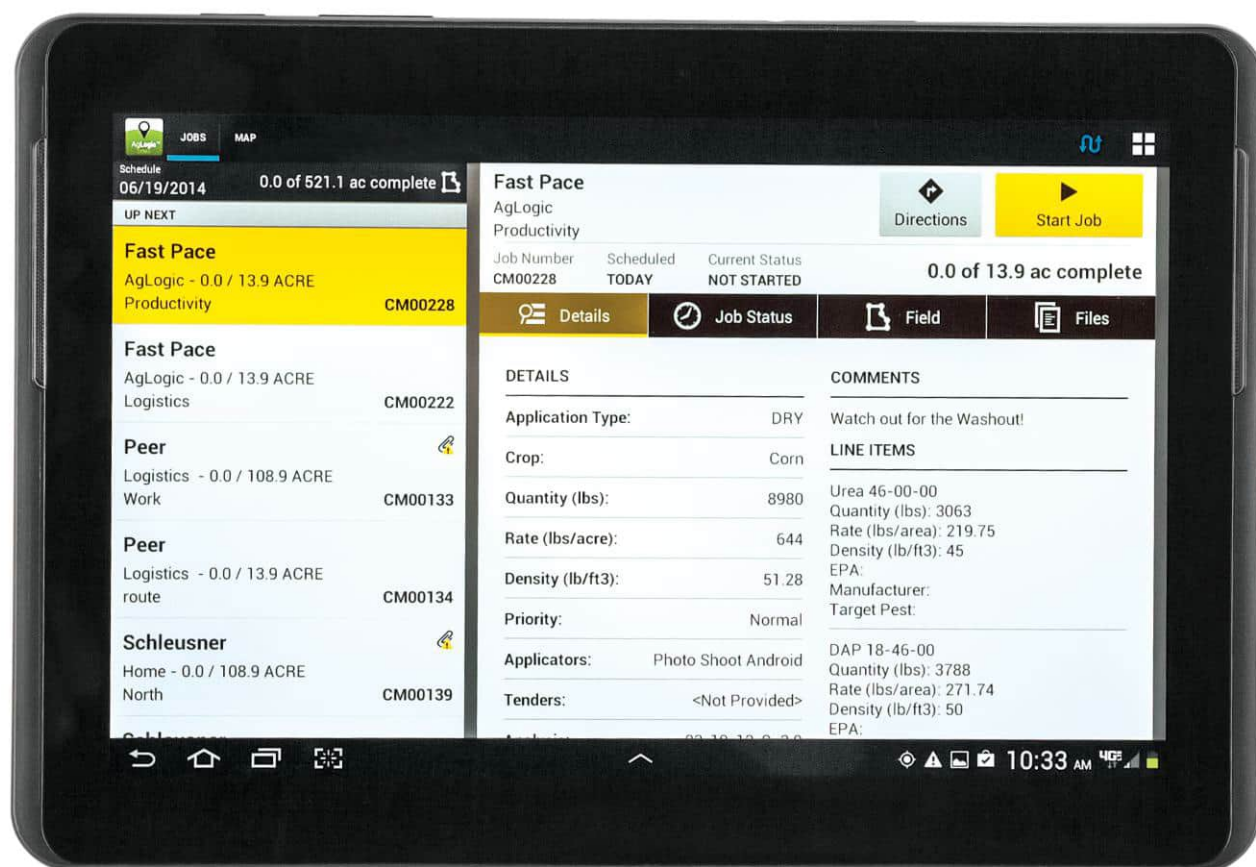 AgLogic™
JOBS MAP
Schedule
06/19/2014 0.0 of 521.1 ac complete
UP NEXT
Fast Pace
AgLogic - 0.0 / 13.9 ACRE
Productivity CM00228
Fast Pace
AgLogic - 0.0 / 13.9 ACRE
Logistics CM00222
Peer
Logistics - 0.0 / 108.9 ACRE
Work CM00133
Peer
Logistics - 0.0 / 13.9 ACRE
route CM00134
Schleusner
Home - 0.0 / 108.9 ACRE
North CM00139
Fast Pace
AgLogic
Productivity
Directions
Start Job
Job Number Scheduled Current Status
CM00228 TODAY NOT STARTED
0.0 of 13.9 ac complete
Details Job Status Field Files
DETAILS
Application Type: DRY
Crop: Corn
Quantity (lbs): 8980
Rate (lbs/acre): 644
Density (lb/ft3): 51.28
Priority: Normal
Applicators: Photo Shoot Android
Tenders: <Not Provided>
COMMENTS
Watch out for the Washout!
LINE ITEMS
Urea 46-00-00
Quantity (lbs): 3063
Rate (lbs/area): 219.75
Density (lb/ft3): 45
EPA:
Manufacturer:
Target Pest:
DAP 18-46-00
Quantity (lbs): 3788
Rate (lbs/area): 271.74
Density (lb/ft3): 50
EPA:
10:33 AM 4G